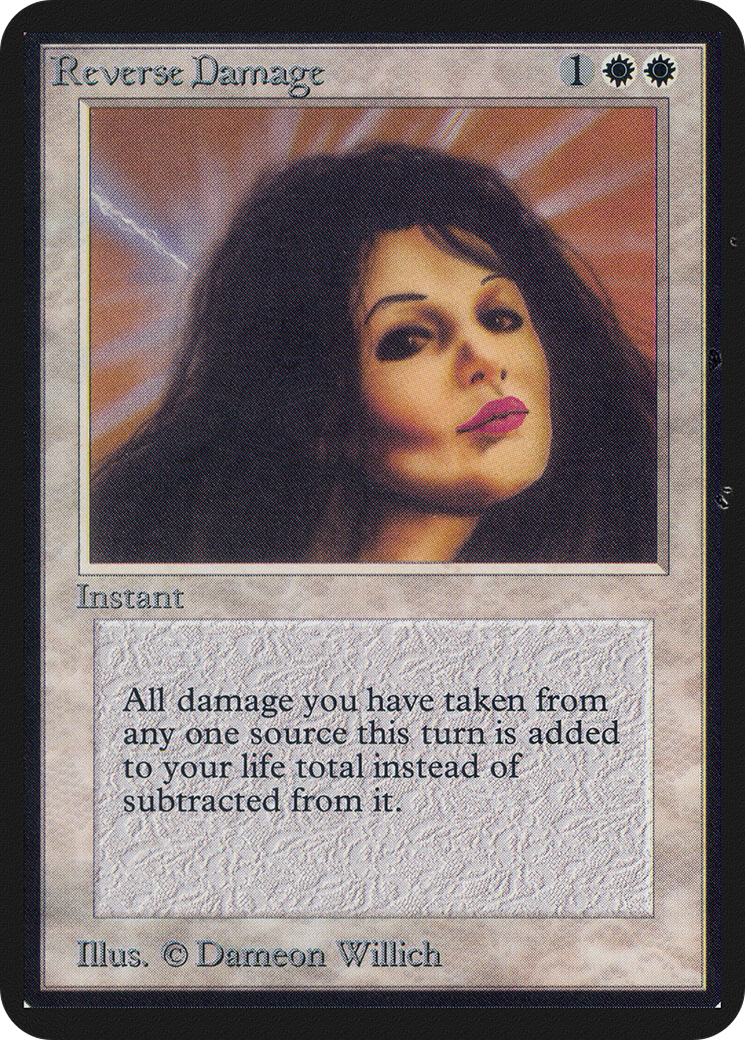 Reverse Damage 1
Instant
All damage you have taken from
any one source this turn is added
to your life total instead of
subtracted from it.
Illus. © Dameon Willich